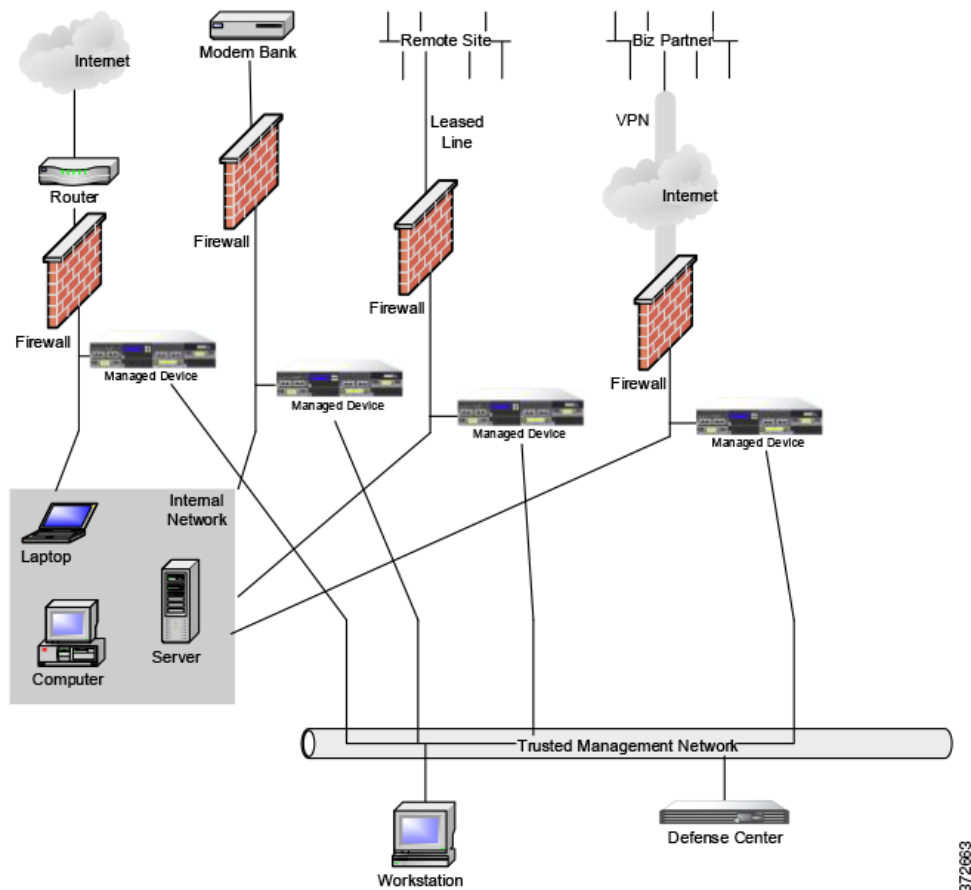 Internet
Modem Bank
Remote Site
Biz Partner
Leased
Line
VPN
Internet
Router
Firewall
Firewall
Firewall
Firewall
Managed Device
Managed Device
Managed Device
Managed Device
Internal
Network
Laptop
Server
Computer
Trusted Management Network
Defense Center
Workstation
372663